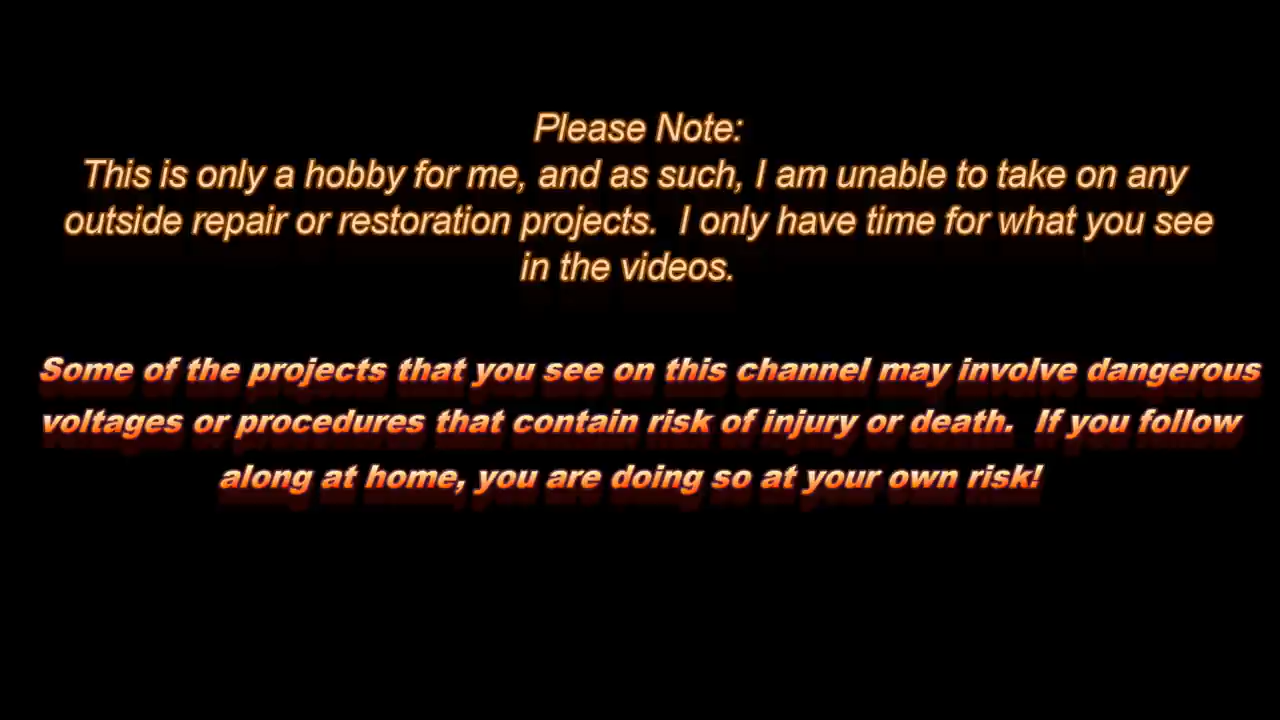 Please Note:
This is only a hobby for me, and as such, I am unable to take on any
outside repair or restoration projects.  I only have time for what you see
in the videos.
Some of the projects that you see on this channel may involve dangerous
voltages or procedures that contain risk of injury or death.  If you follow
along at home, you are doing so at your own risk!